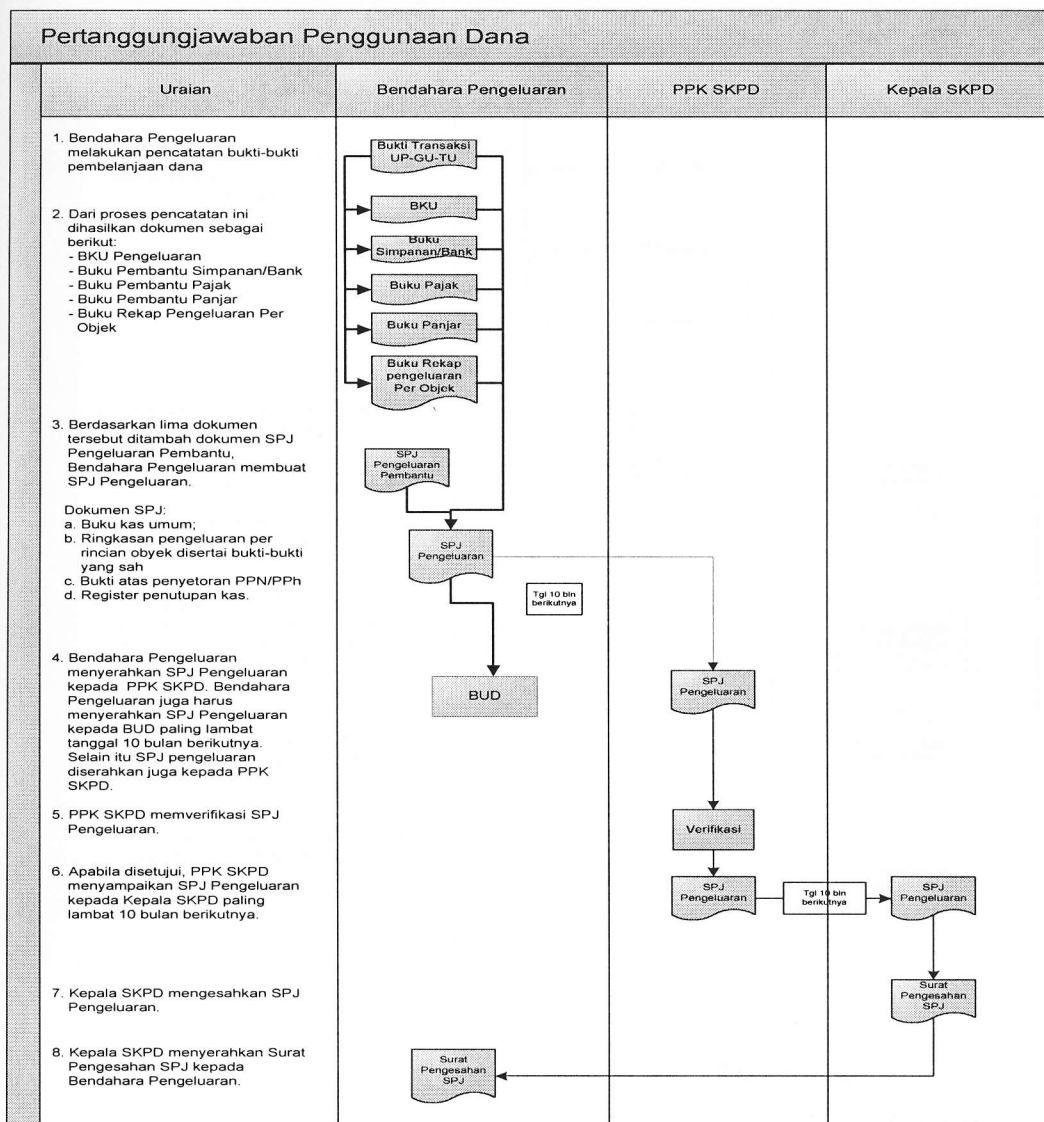 Pertanggungjawaban Penggunaan Dana
Uraian
Bendahara Pengeluaran
PPK SKPD
Kepala SKPD
1. Bendahara Pengeluaran
melakukan pencatatan bukti-bukti
pembelanjaan dana
2. Dari proses pencatatan ini
dihasilkan dokumen sebagai
berikut:
- BKU Pengeluaran
- Buku Pembantu Simpanan/Bank
- Buku Pembantu Pajak
- Buku Pembantu Panjar
- Buku Rekap Pengeluaran Per
Objek
3. Berdasarkan lima dokumen
tersebut ditambah dokumen SPJ
Pengeluaran Pembantu,
Bendahara Pengeluaran membuat
SPJ Pengeluaran.
Dokumen SPJ:
a. Buku kas umum;
b. Ringkasan pengeluaran per
rincian obyek disertai bukti-bukti
yang sah
c. Bukti atas penyetoran PPN/PPh
d. Register penutupan kas.
4. Bendahara Pengeluaran
menyerahkan SPJ Pengeluaran
kepada PPK SKPD. Bendahara
Pengeluaran juga harus
menyerahkan SPJ Pengeluaran
kepada BUD paling lambat
tanggal 10 bulan berikutnya.
Selain itu SPJ pengeluaran
diserahkan juga kepada PPK
SKPD.
5. PPK SKPD memverifikasi SPJ
Pengeluaran.
6. Apabila disetujui, PPK SKPD
menyampaikan SPJ Pengeluaran
kepada Kepala SKPD paling
lambat 10 bulan berikutnya.
7. Kepala SKPD mengesahkan SPJ
Pengeluaran.
8. Kepala SKPD menyerahkan Surat
Pengesahan SPJ kepada
Bendahara Pengeluaran.
Bukti Transaksi
UP-GU-TU
BKU
Buku
Simpanan/Bank
Buku Pajak
Buku Panjar
Buku Rekap
pengeluaran
Per Objek
SPJ
Pengeluaran
Pembantu
SPJ
Pengeluaran
Tgl 10 bln
berikutnya
BUD
SPJ
Pengeluaran
Verifikasi
SPJ
Pengeluaran
Tgl 10 bln
berikutnya
SPJ
Pengeluaran
Surat
Pengesahan
SPJ
Surat
Pengesahan
SPJ